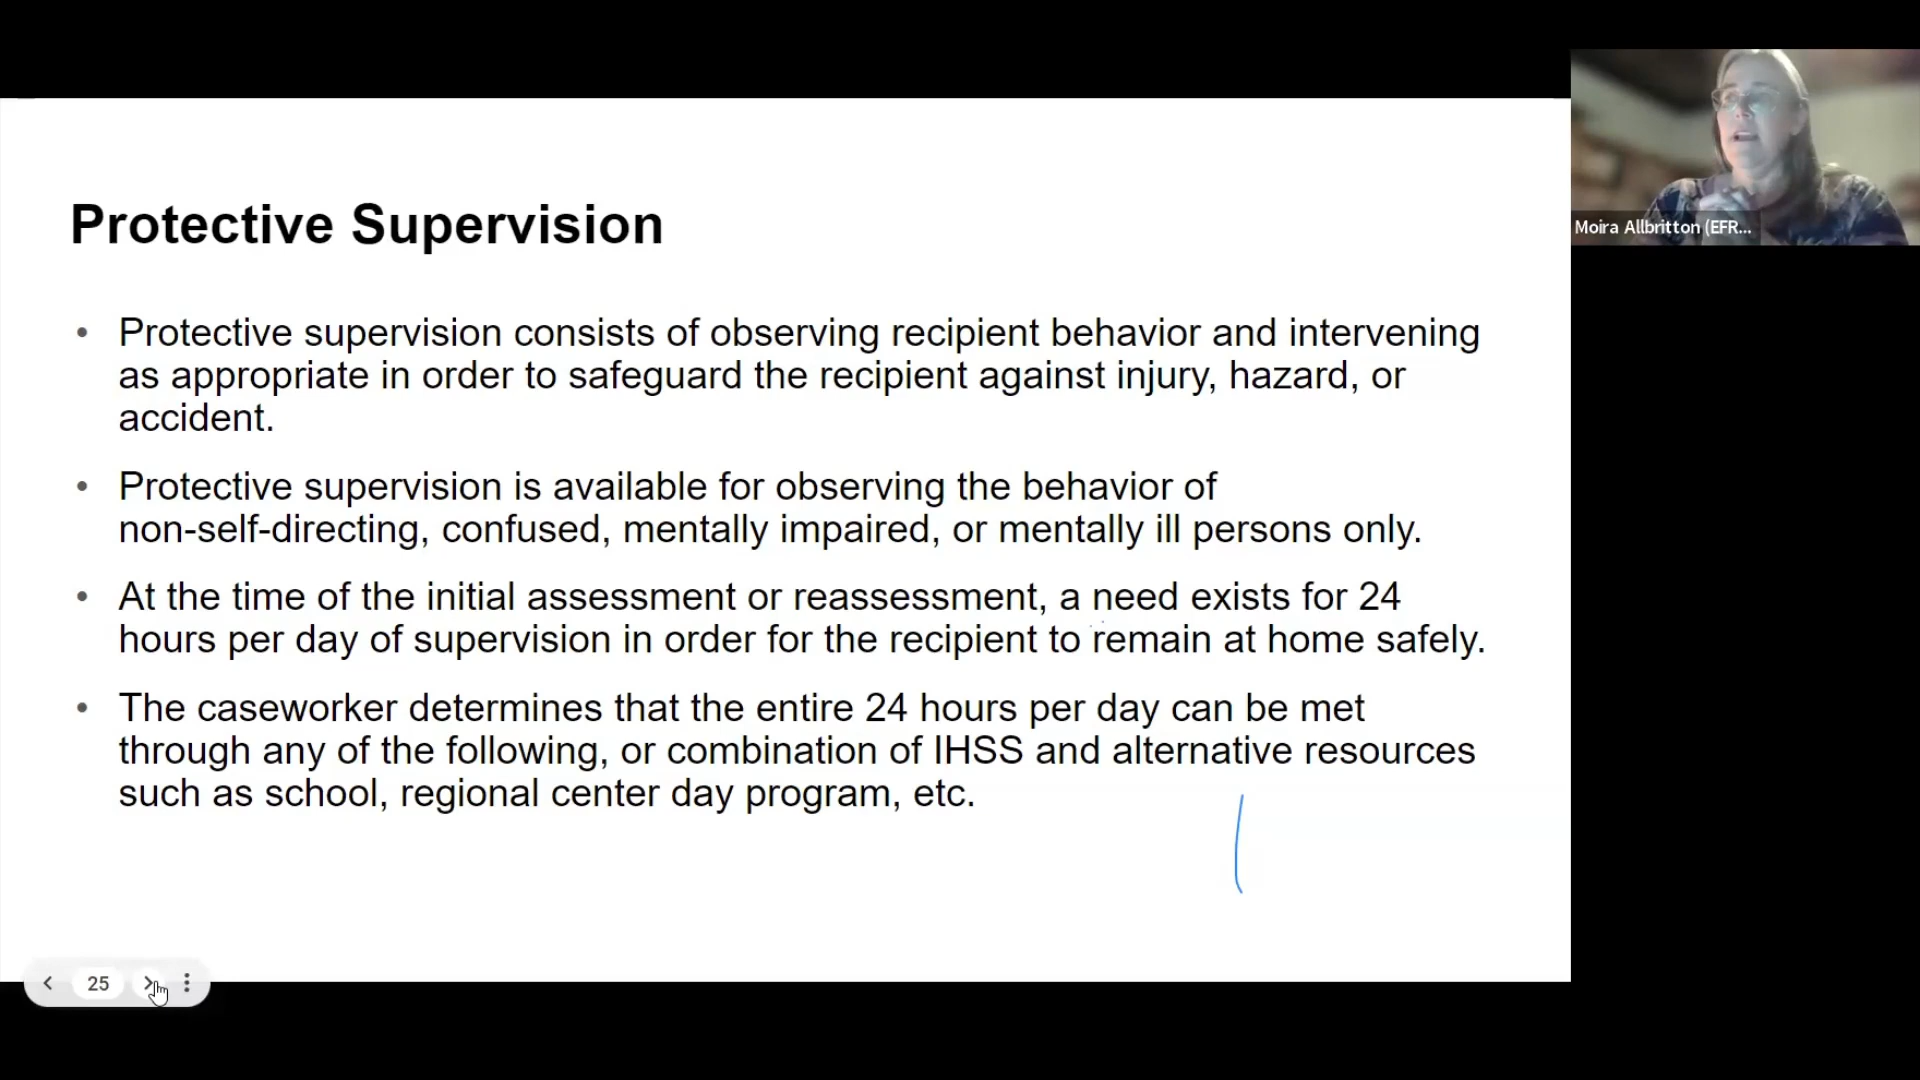 Protective Supervision
• Protective supervision consists of observing recipient behavior and intervening
as appropriate in order to safeguard the recipient against injury, hazard, or
accident.
• Protective supervision is available for observing the behavior of
non-self-directing, confused, mentally impaired, or mentally ill persons only.
• At the time of the initial assessment or reassessment, a need exists for 24
hours per day of supervision in order for the recipient to remain at home safely.
• The caseworker determines that the entire 24 hours per day can be met
through any of the following, or combination of IHSS and alternative resources
such as school, regional center day program, etc.
25
Moira Allbritton (EFR...